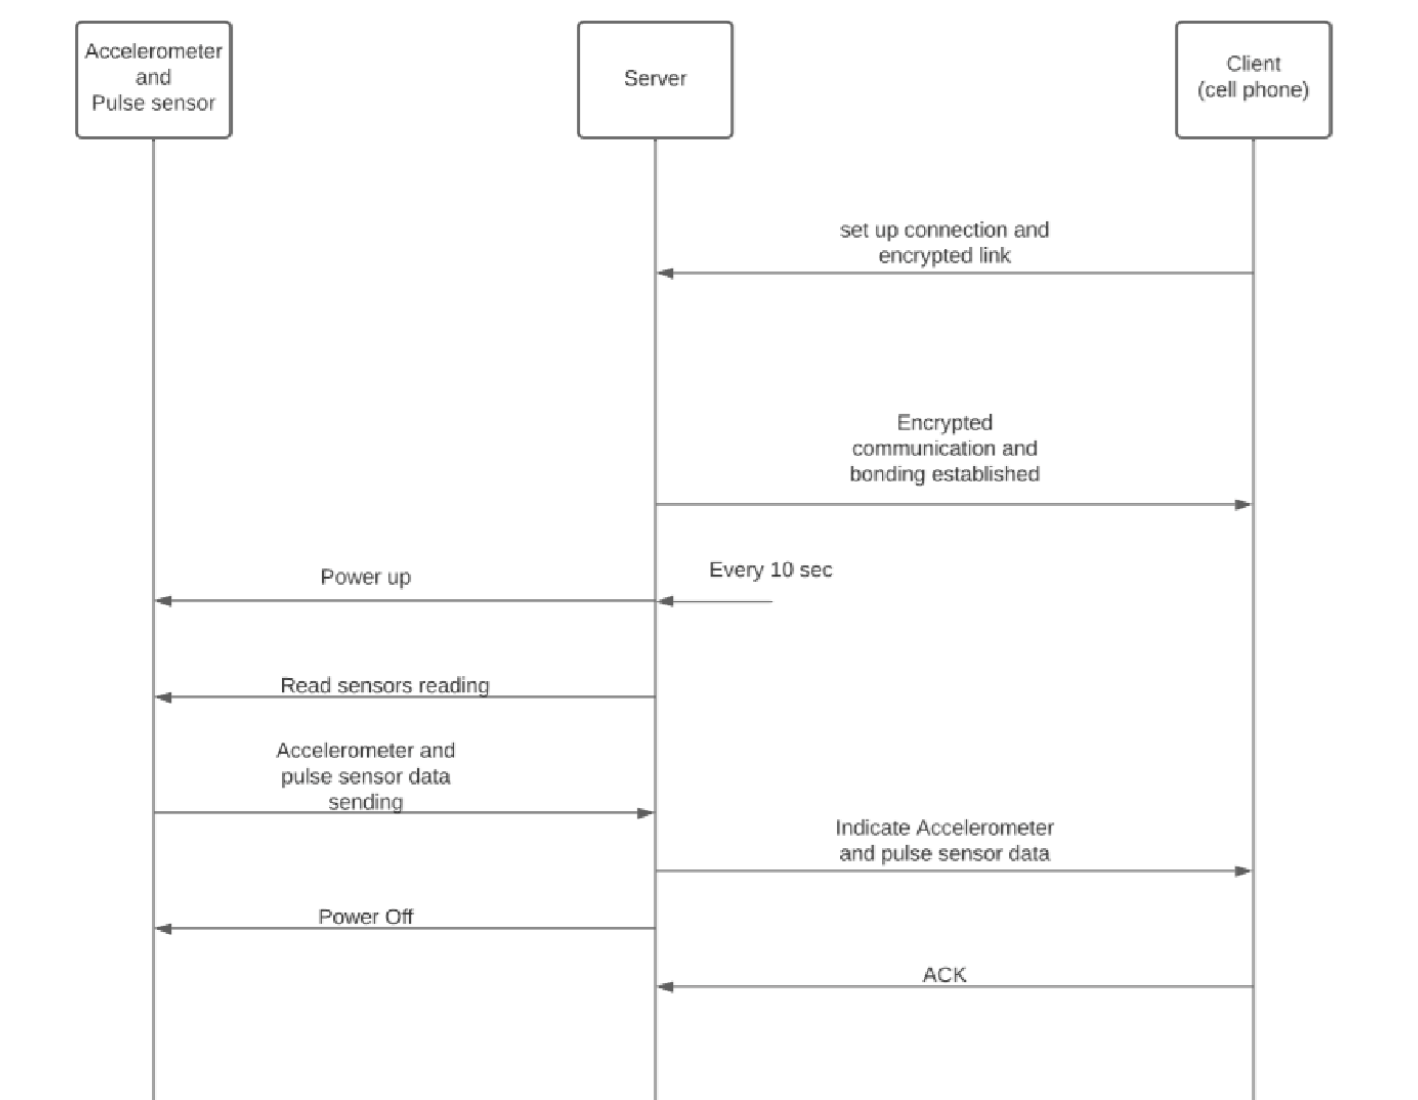 Accelerometer
and
Pulse sensor
Server
Client
(cell phone)
set up connection and
encrypted link
Encrypted
communication and
bonding established
Every 10 sec
Power up
Read sensors reading
Accelerometer and
pulse sensor data
sending
Indicate Accelerometer
and pulse sensor data
Power Off
ACK